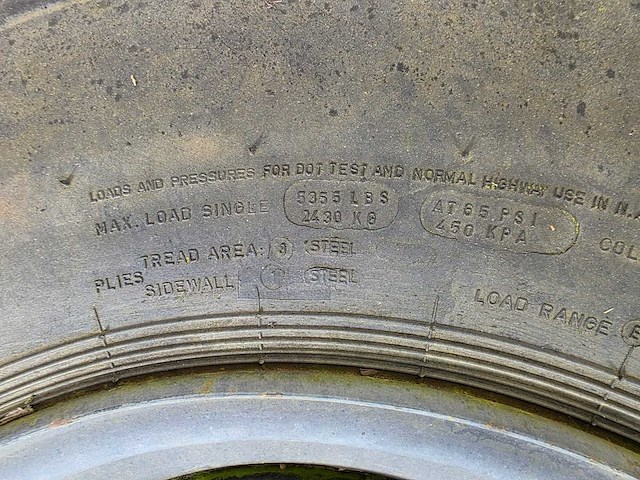 LOADS AND PRESSURES FOR DOT TEST AND NORMAL HIGHWAY USE IN N.
MAX. LOAD SINGLE 5355 LBS AT 65 PSI
2430 KG 450 KPA COL
PLIES TREAD AREA: 3 STEEL
SIDEWALL 1 STEEL
LOAD RANGE